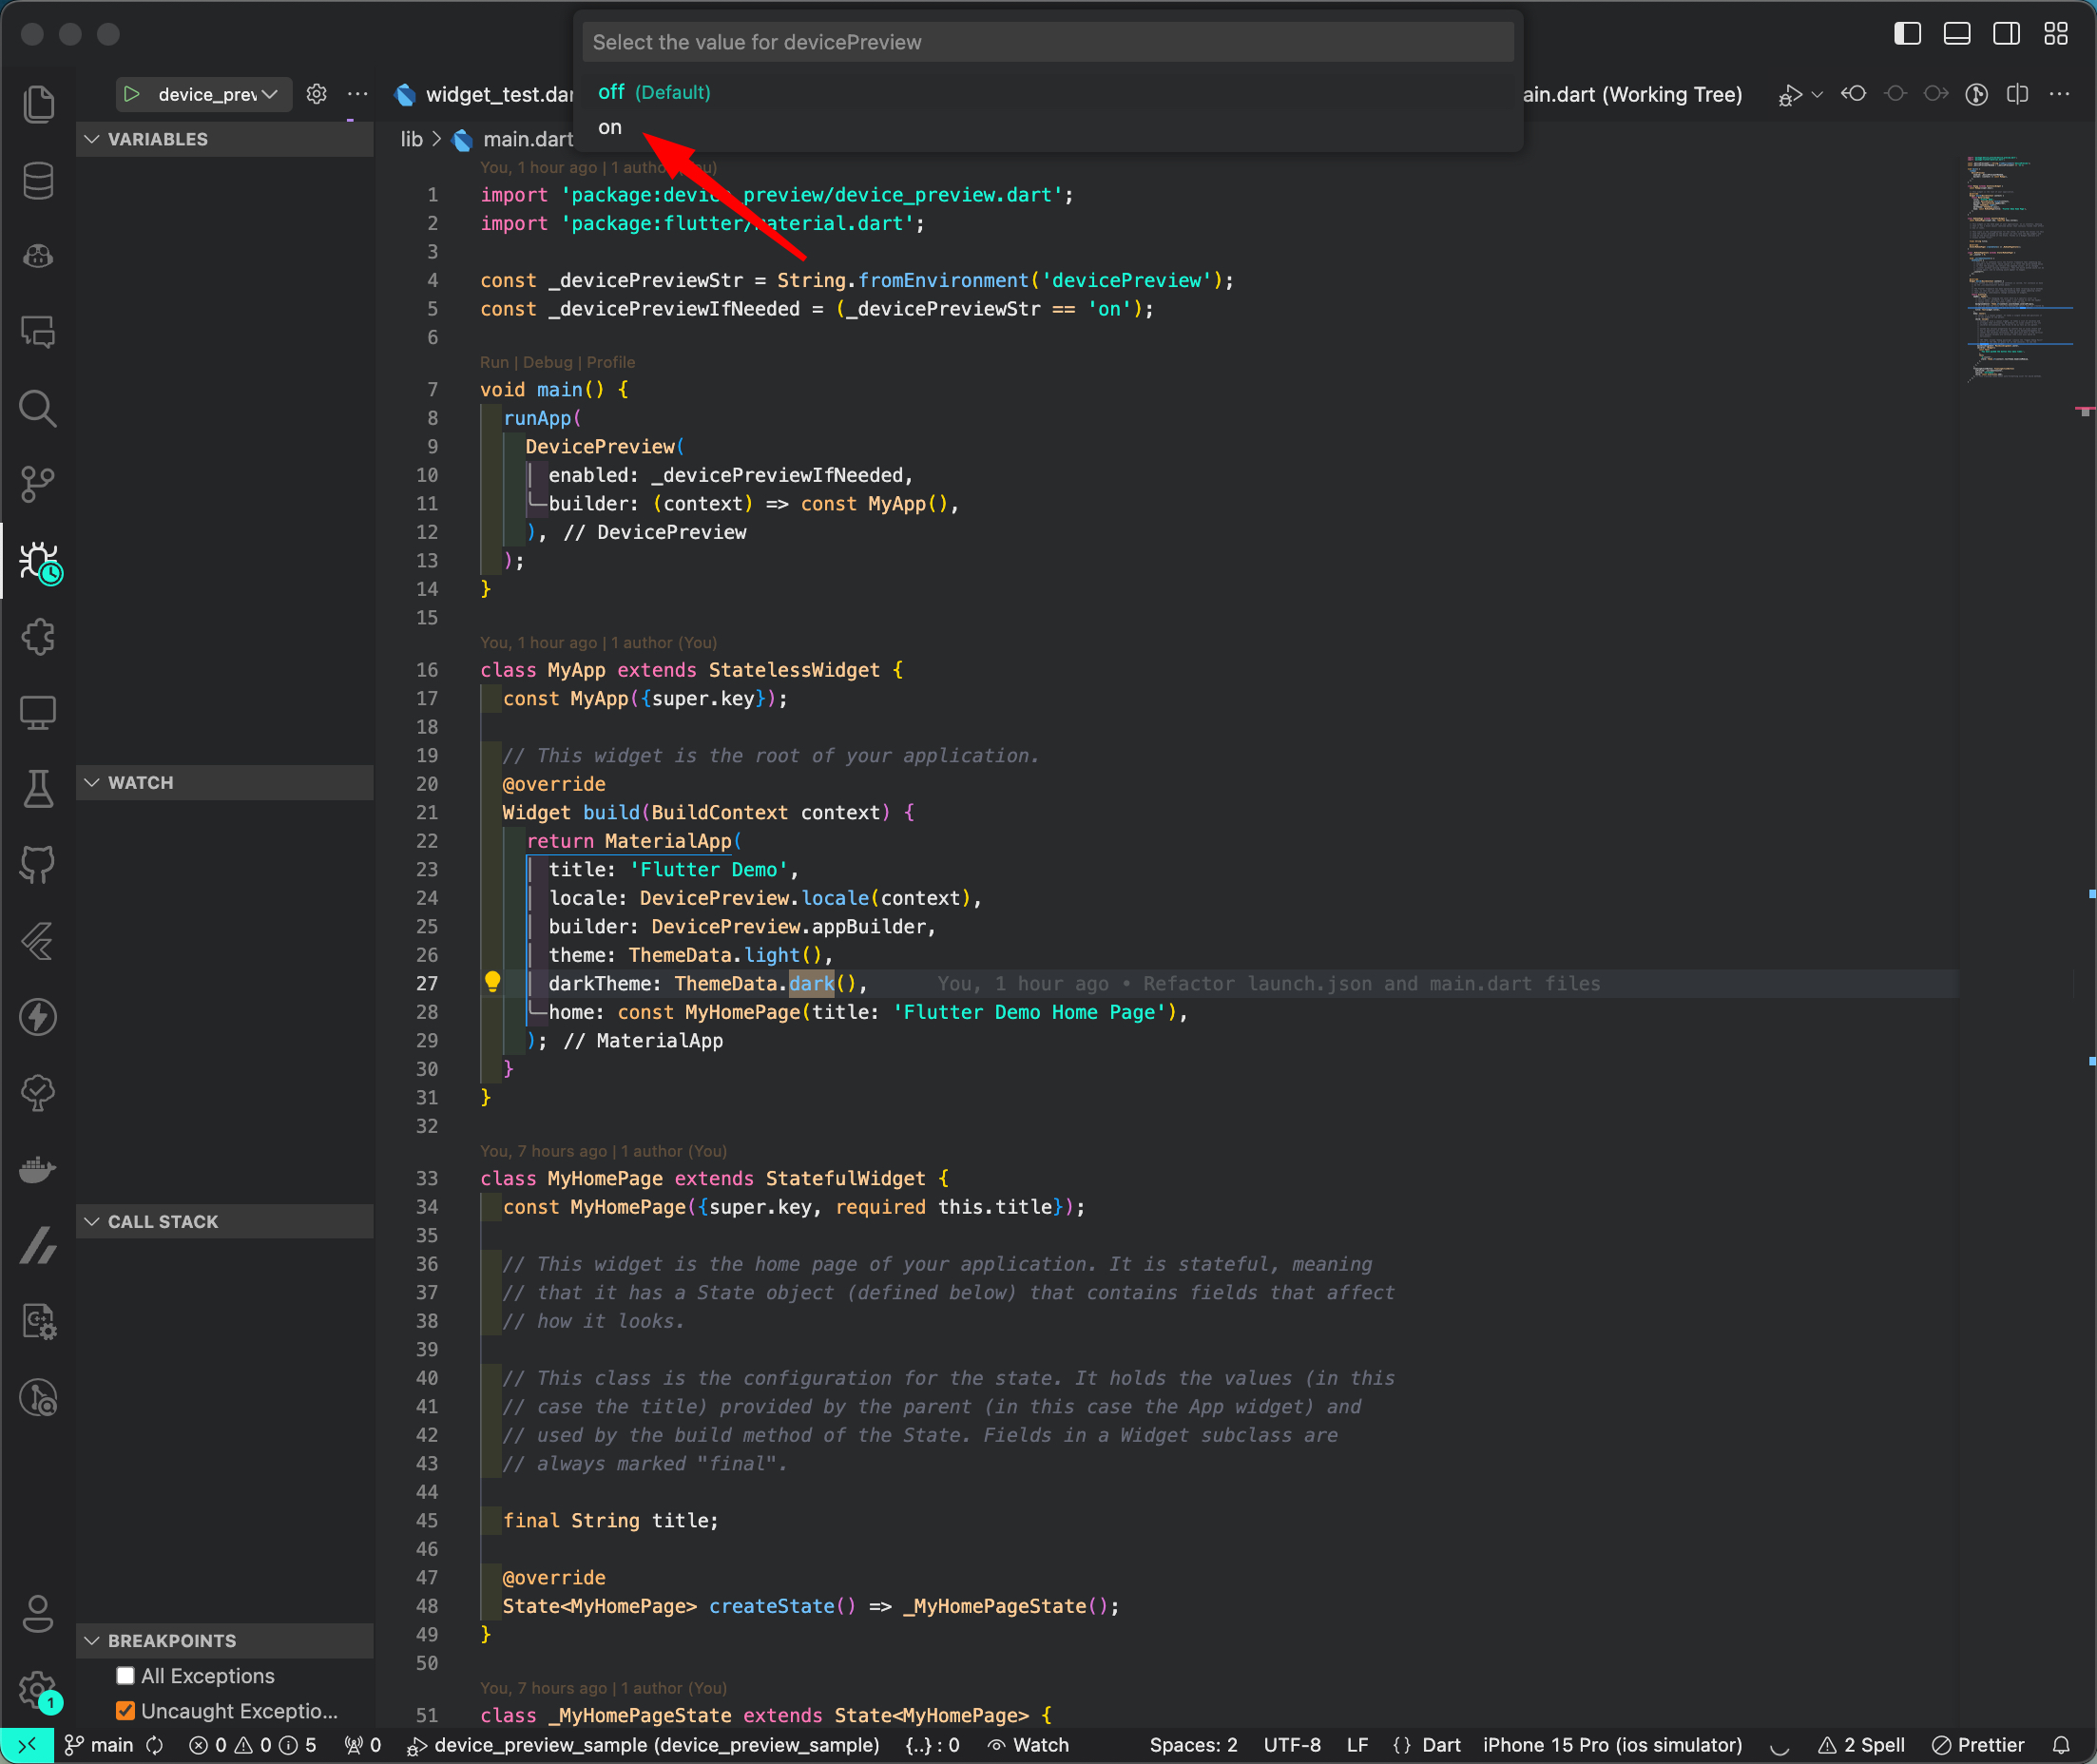 Select the value for devicePreview
off (Default)
on
device_prev
widget_test.dar
ain.dart (Working Tree)
VARIABLES
lib > main.dart
You, 1 hour ago | 1 author (You)
1 import 'package:device_preview/device_preview.dart';
2 import 'package:flutter/material.dart';
3
4 const _devicePreviewStr = String.fromEnvironment('devicePreview');
5 const _devicePreviewIfNeeded = (_devicePreviewStr == 'on');
6
Run | Debug | Profile
7 void main() {
8 runApp(
9 DevicePreview(
10 enabled: _devicePreviewIfNeeded,
11 builder: (context) => const MyApp(),
12 ), // DevicePreview
13 );
14 }
15
You, 1 hour ago | 1 author (You)
16 class MyApp extends StatelessWidget {
17 const MyApp({super.key});
18
19 // This widget is the root of your application.
20 @override
21 Widget build(BuildContext context) {
22 return MaterialApp(
23 title: 'Flutter Demo',
24 locale: DevicePreview.locale(context),
25 builder: DevicePreview.appBuilder,
26 theme: ThemeData.light(),
27 darkTheme: ThemeData.dark(), You, 1 hour ago • Refactor launch.json and main.dart files
28 home: const MyHomePage(title: 'Flutter Demo Home Page'),
29 ); // MaterialApp
30 }
31 }
32
You, 7 hours ago | 1 author (You)
33 class MyHomePage extends StatefulWidget {
34 const MyHomePage({super.key, required this.title});
35
36 // This widget is the home page of your application. It is stateful, meaning
37 // that it has a State object (defined below) that contains fields that affect
38 // how it looks.
39
40 // This class is the configuration for the state. It holds the values (in this
41 // case the title) provided by the parent (in this case the App widget) and
42 // used by the build method of the State. Fields in a Widget subclass are
43 // always marked "final".
44
45 final String title;
46
47 @override
48 State<MyHomePage> createState() => _MyHomePageState();
49 }
50
You, 7 hours ago | 1 author (You)
51 class _MyHomePageState extends State<MyHomePage> {
WATCH
CALL STACK
BREAKPOINTS
All Exceptions
Uncaught Exceptio...
1
main 0 0 5 0 device_preview_sample (device_preview_sample) {..} : 0 Watch Spaces: 2 UTF-8 LF {} Dart iPhone 15 Pro (ios simulator) 2 Spell Prettier